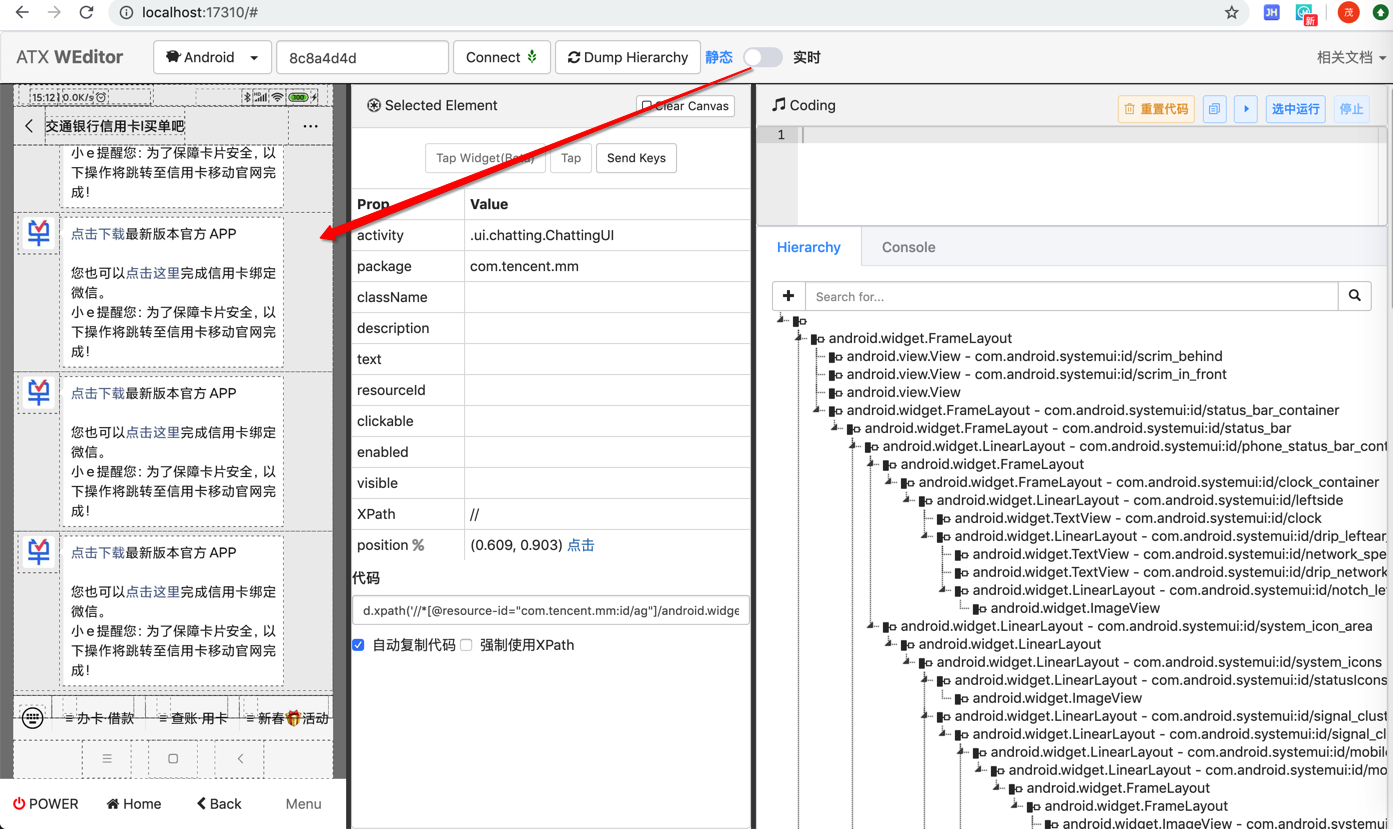 localhost:17310/#
JH
新
茂
ATX WEditor
Android
8c8a4d4d
Connect
Dump Hierarchy
静态
实时
相关文档
15:12
0.0K/s
100
交通银行信用卡I买单吧
小e提醒您：为了保障卡片安全，以
下操作将跳转至信用卡移动官网完
成！
点击下载最新版本官方 APP
您也可以点击这里完成信用卡绑定
微信。
小e提醒您：为了保障卡片安全，以
下操作将跳转至信用卡移动官网完
成！
点击下载最新版本官方 APP
您也可以点击这里完成信用卡绑定
微信。
小e提醒您：为了保障卡片安全，以
下操作将跳转至信用卡移动官网完
成！
点击下载最新版本官方 APP
您也可以点击这里完成信用卡绑定
微信。
小e提醒您：为了保障卡片安全，以
下操作将跳转至信用卡移动官网完
成！
办卡·借款
查账·用卡
新春🎁活动
POWER
Home
Back
Menu
Selected Element
Clear Canvas
Tap Widget(Beta)
Tap
Send Keys
Prop Value
activity .ui.chatting.ChattingUI
package com.tencent.mm
className
description
text
resourceId
clickable
enabled
visible
XPath //
position % (0.609, 0.903) 点击
代码
d.xpath('//*[@resource-id="com.tencent.mm:id/ag"]/android.widge
自动复制代码
强制使用XPath
Coding
重置代码
选中运行
停止
1
Hierarchy
Console
Search for...
android.widget.FrameLayout
android.view.View - com.android.systemui:id/scrim_behind
android.view.View - com.android.systemui:id/scrim_in_front
android.view.View
android.widget.FrameLayout - com.android.systemui:id/status_bar_container
android.widget.FrameLayout - com.android.systemui:id/status_bar
android.widget.LinearLayout - com.android.systemui:id/phone_status_bar_cont
android.widget.FrameLayout
android.widget.FrameLayout - com.android.systemui:id/clock_container
android.widget.LinearLayout - com.android.systemui:id/leftside
android.widget.TextView - com.android.systemui:id/clock
android.widget.LinearLayout - com.android.systemui:id/drip_leftear_
android.widget.TextView - com.android.systemui:id/network_spe
android.widget.TextView - com.android.systemui:id/drip_network
android.widget.LinearLayout - com.android.systemui:id/notch_le
android.widget.ImageView
android.widget.LinearLayout - com.android.systemui:id/system_icon_area
android.widget.LinearLayout
android.widget.LinearLayout - com.android.systemui:id/system_icons
android.widget.LinearLayout - com.android.systemui:id/statusIcons
android.widget.ImageView
android.widget.LinearLayout - com.android.systemui:id/signal_clust
android.widget.LinearLayout - com.android.systemui:id/signal_cl
android.widget.LinearLayout - com.android.systemui:id/mobile
android.widget.LinearLayout - com.android.systemui:id/mo
android.widget.FrameLayout
android.widget.FrameLayout
android.widget.ImageView - com.android.systemui